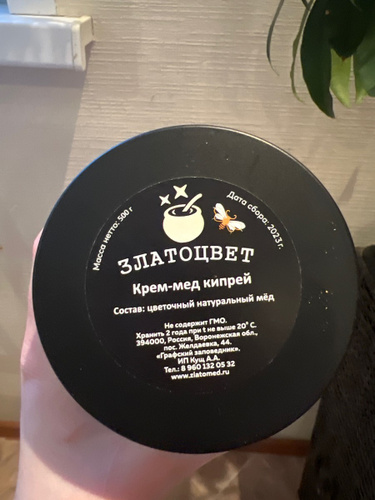 Масса нетто: 500 г
Дата сбора: 2023 г.
ЗЛАТОЦВЕТ
Крем-мед кипрей
Состав: цветочный натуральный мёд
Не содержит ГМО.
Хранить 2 года при t не выше 20° С.
394000, Россия, Воронежская обл.,
пос. Желдаевка, 44.
«Графский заповедник».
ИП Кущ А.А.
Тел.: 8 960 132 05 32
www.zlatomed.ru